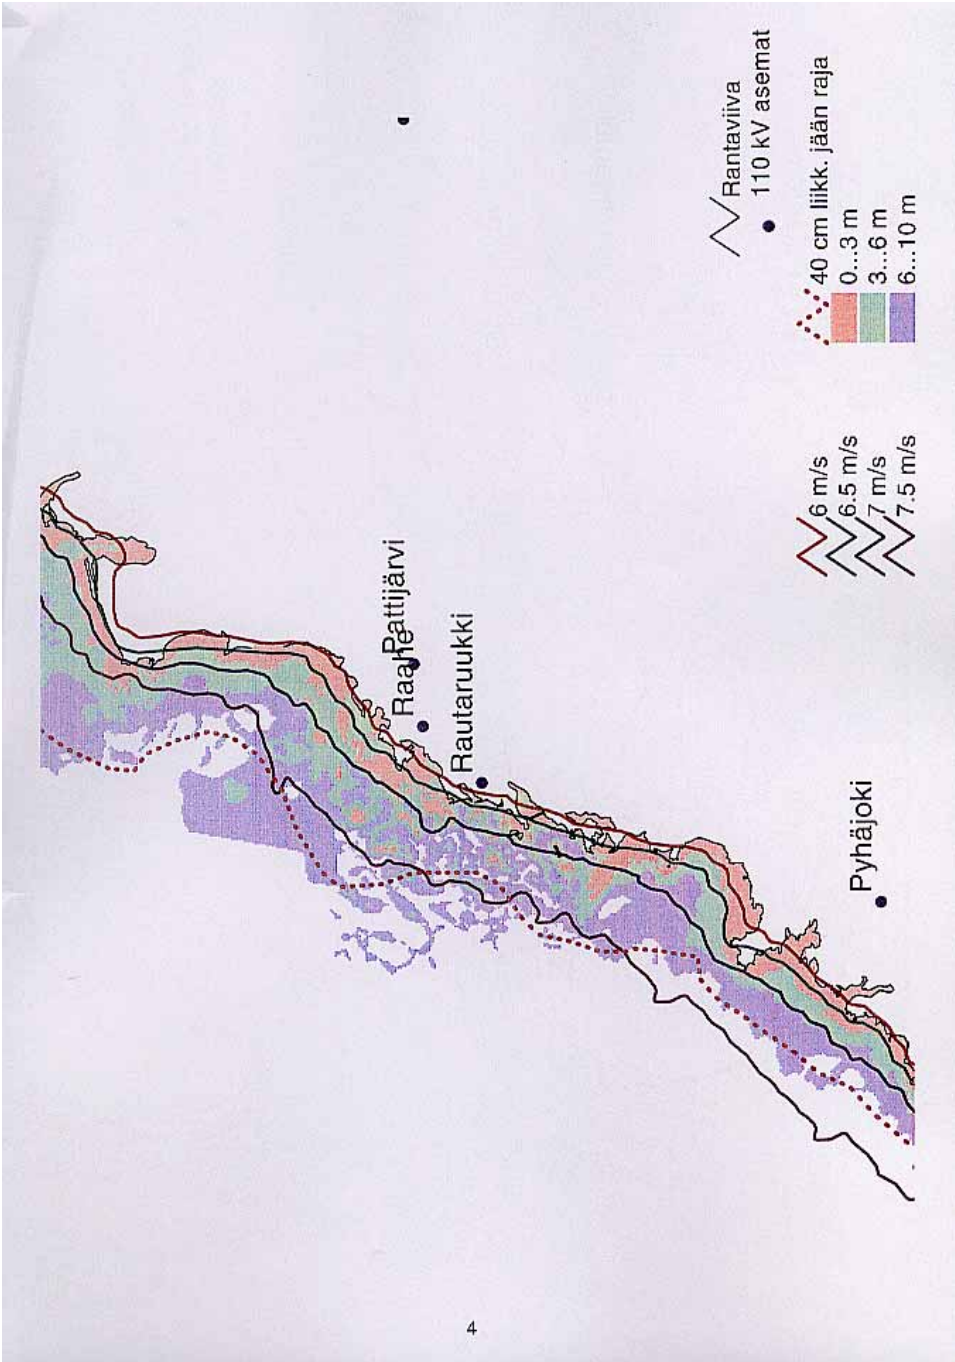 Rantaviiva
110 kV asemat
40 cm liikk. jään raja
0...3 m
3...6 m
6...10 m
6 m/s
6.5 m/s
7 m/s
7.5 m/s
Pattijärvi
Raahe
Rautaruukki
Pyhäjoki
4